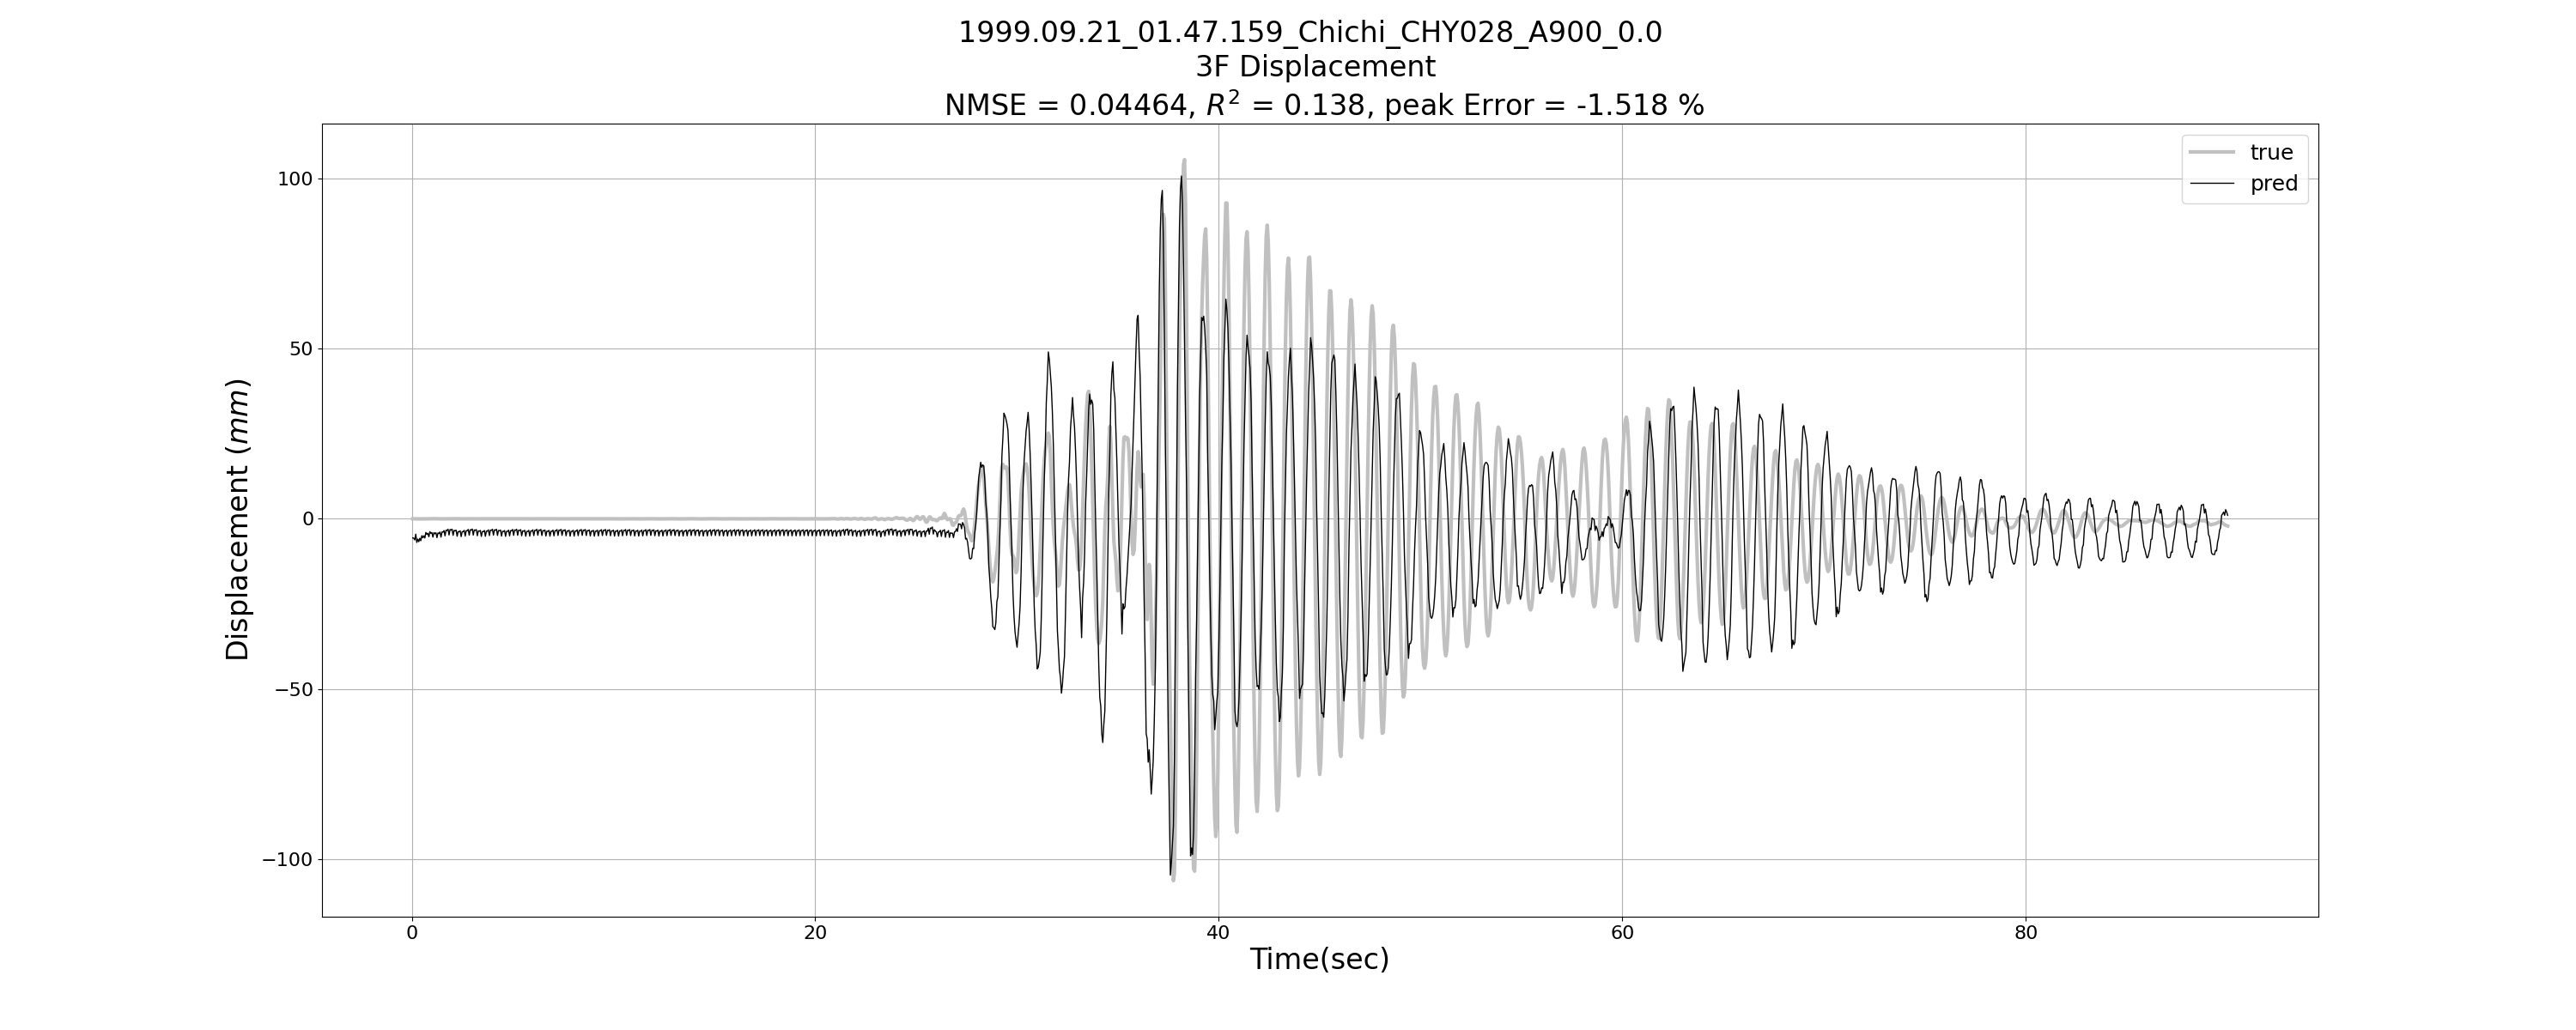 1999.09.21_01.47.159_Chichi_CHY028_A900_0.0
3F Displacement
NMSE = 0.04464, R² = 0.138, peak Error = -1.518 %
true
pred
100
50
0
−50
−100
Displacement (mm)
0 20 40 60 80
Time(sec)